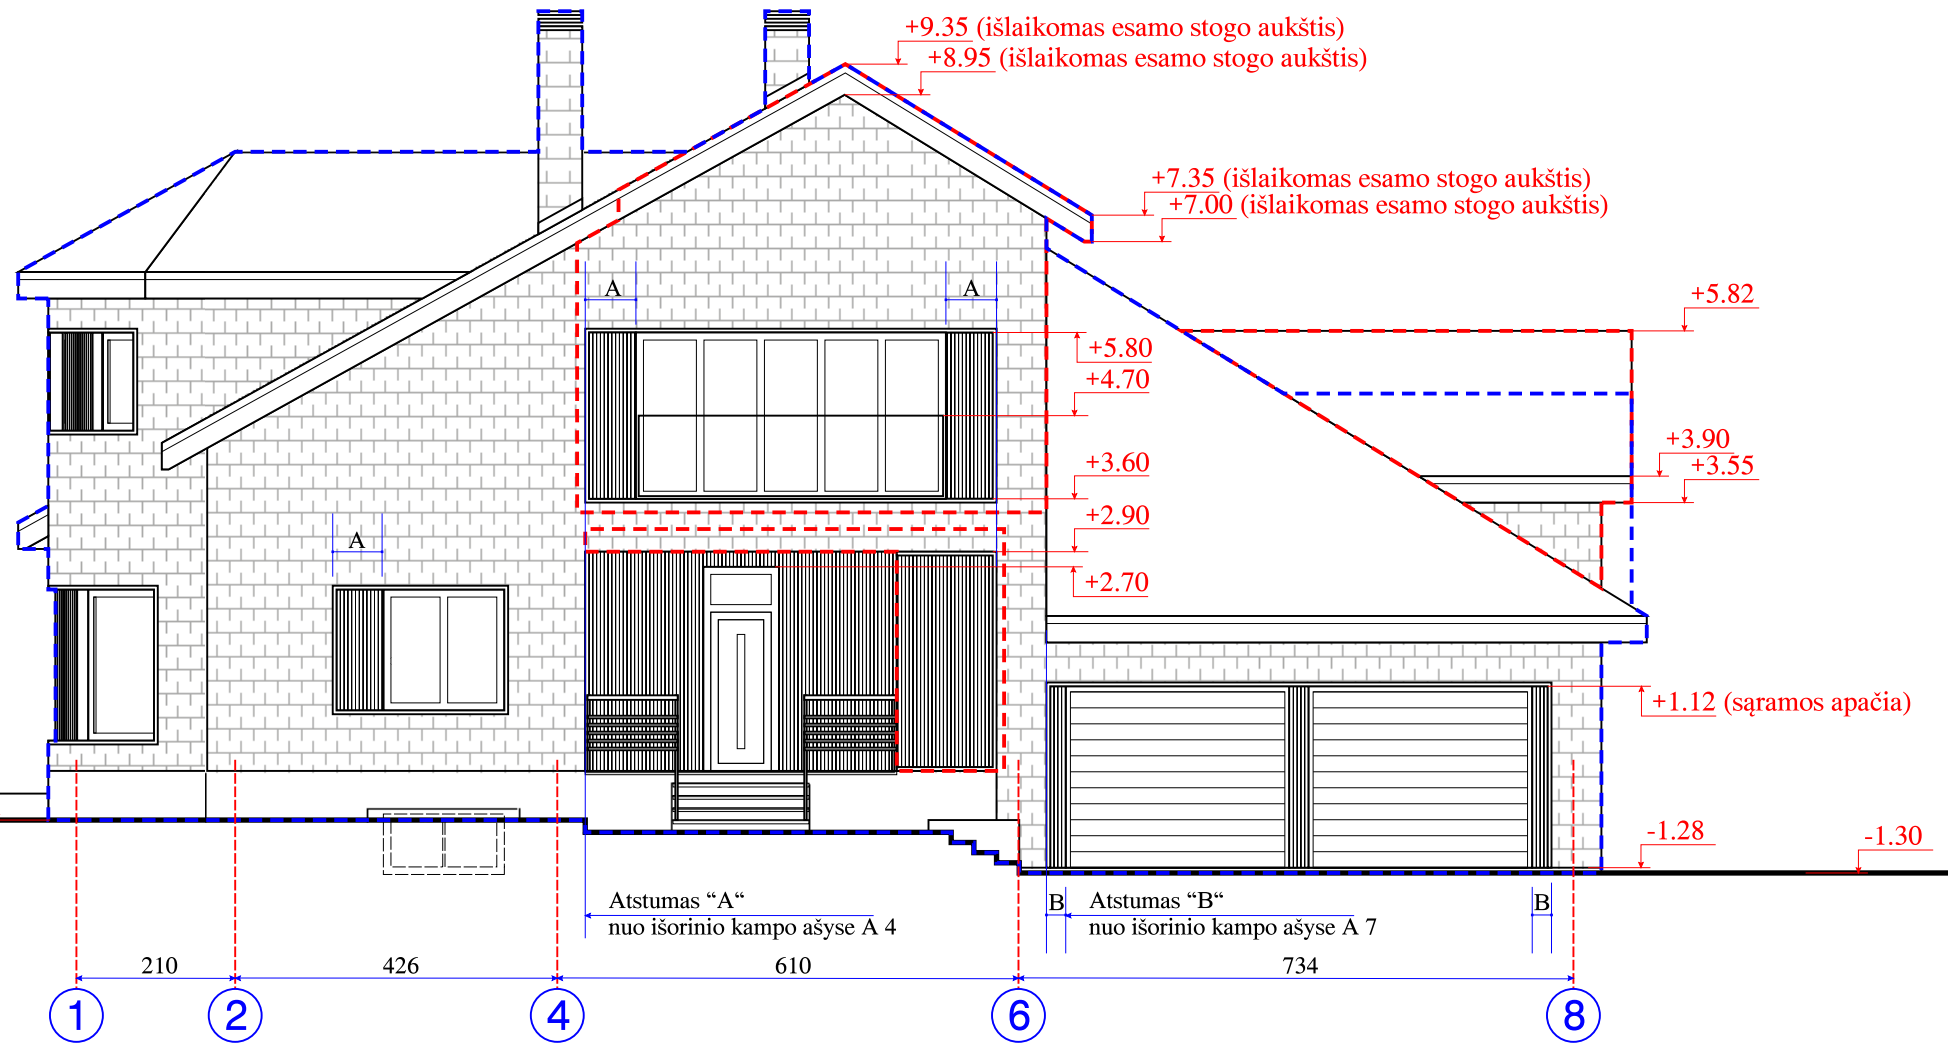 +9.35 (išlaikomas esamo stogo aukštis)
+8.95 (išlaikomas esamo stogo aukštis)
+7.35 (išlaikomas esamo stogo aukštis)
+7.00 (išlaikomas esamo stogo aukštis)
A
A
+5.82
+5.80
+4.70
+3.90
+3.60
+3.55
+2.90
A
+2.70
+1.12 (sąramos apačia)
-1.28
-1.30
Atstumas “A“
nuo išorinio kampo ašyse A 4
B
Atstumas “B“
nuo išorinio kampo ašyse A 7
B
210
426
610
734
1
2
4
6
8